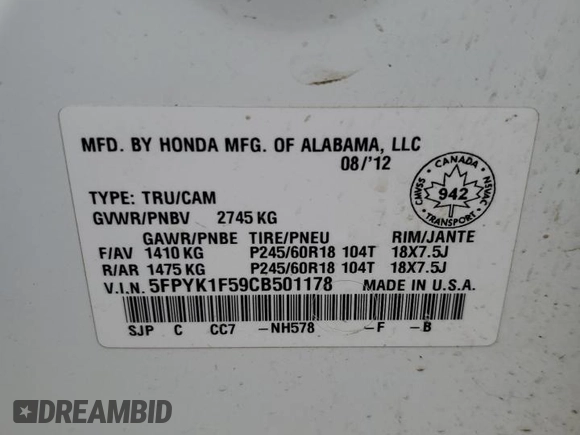 MFD. BY HONDA MFG. OF ALABAMA, LLC
08/'12
CANADA
CMVSS
942
NSVAC
TRANSPORT
TYPE: TRU/CAM
GVWR/PNBV 2745 KG
GAWR/PNBE TIRE/PNEU RIM/JANTE
F/AV 1410 KG P245/60R18 104T 18X7.5J
R/AR 1475 KG P245/60R18 104T 18X7.5J
V.I.N. 5FPYK1F59CB501178 MADE IN U.S.A.
SJP C CC7 -NH578 -F -B
DREAMBID